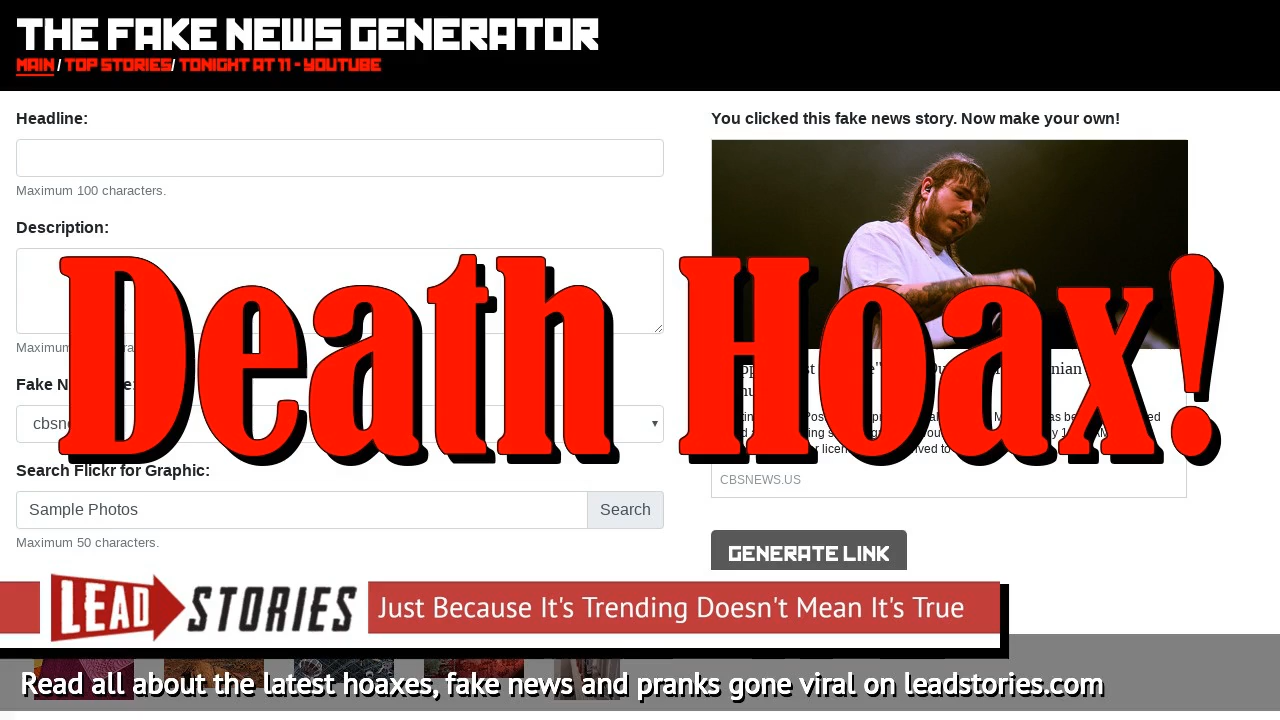 THE FAKE NEWS GENERATOR
MAIN / TOP STORIES/ TONIGHT AT 11 - YOUTUBE
Headline:
Maximum 100 characters.
Description:
Maximum
Search Flickr for Graphic:
Sample Photos
Search
Maximum 50 characters.
You clicked this fake news story. Now make your own!
CBSNEWS.US
GENERATE LINK
Death Hoax!
LEAD STORIES
Just Because It's Trending Doesn't Mean It's True
Read all about the latest hoaxes, fake news and pranks gone viral on leadstories.com